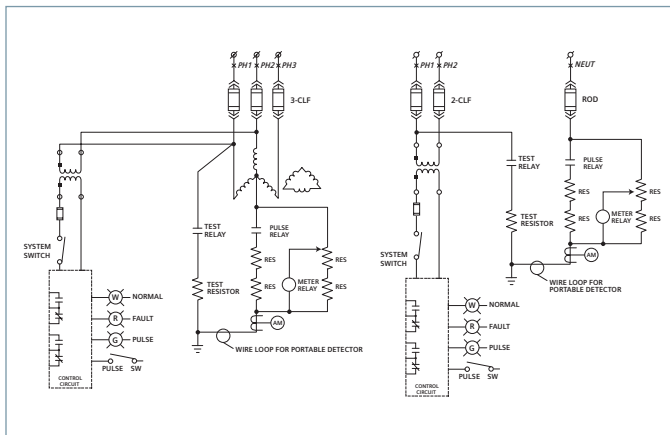 PH1 PH2 PH3
3-CLF
TEST
RELAY
PULSE
RELAY
RES
RES
RES
RES
METER
RELAY
TEST
RESISTOR
AM
WIRE LOOP FOR PORTABLE DETECTOR
SYSTEM
SWITCH
W NORMAL
R FAULT
G PULSE
PULSE SW
CONTROL
CIRCUIT
PH1 PH2
2-CLF
NEUT
ROD
TEST
RELAY
PULSE RELAY
RES
RES
RES
RES
METER
RELAY
TEST
RESISTOR
AM
WIRE LOOP FOR
PORTABLE DETECTOR
SYSTEM
SWITCH
W NORMAL
R FAULT
G PULSE
PULSE SW
CONTROL
CIRCUIT